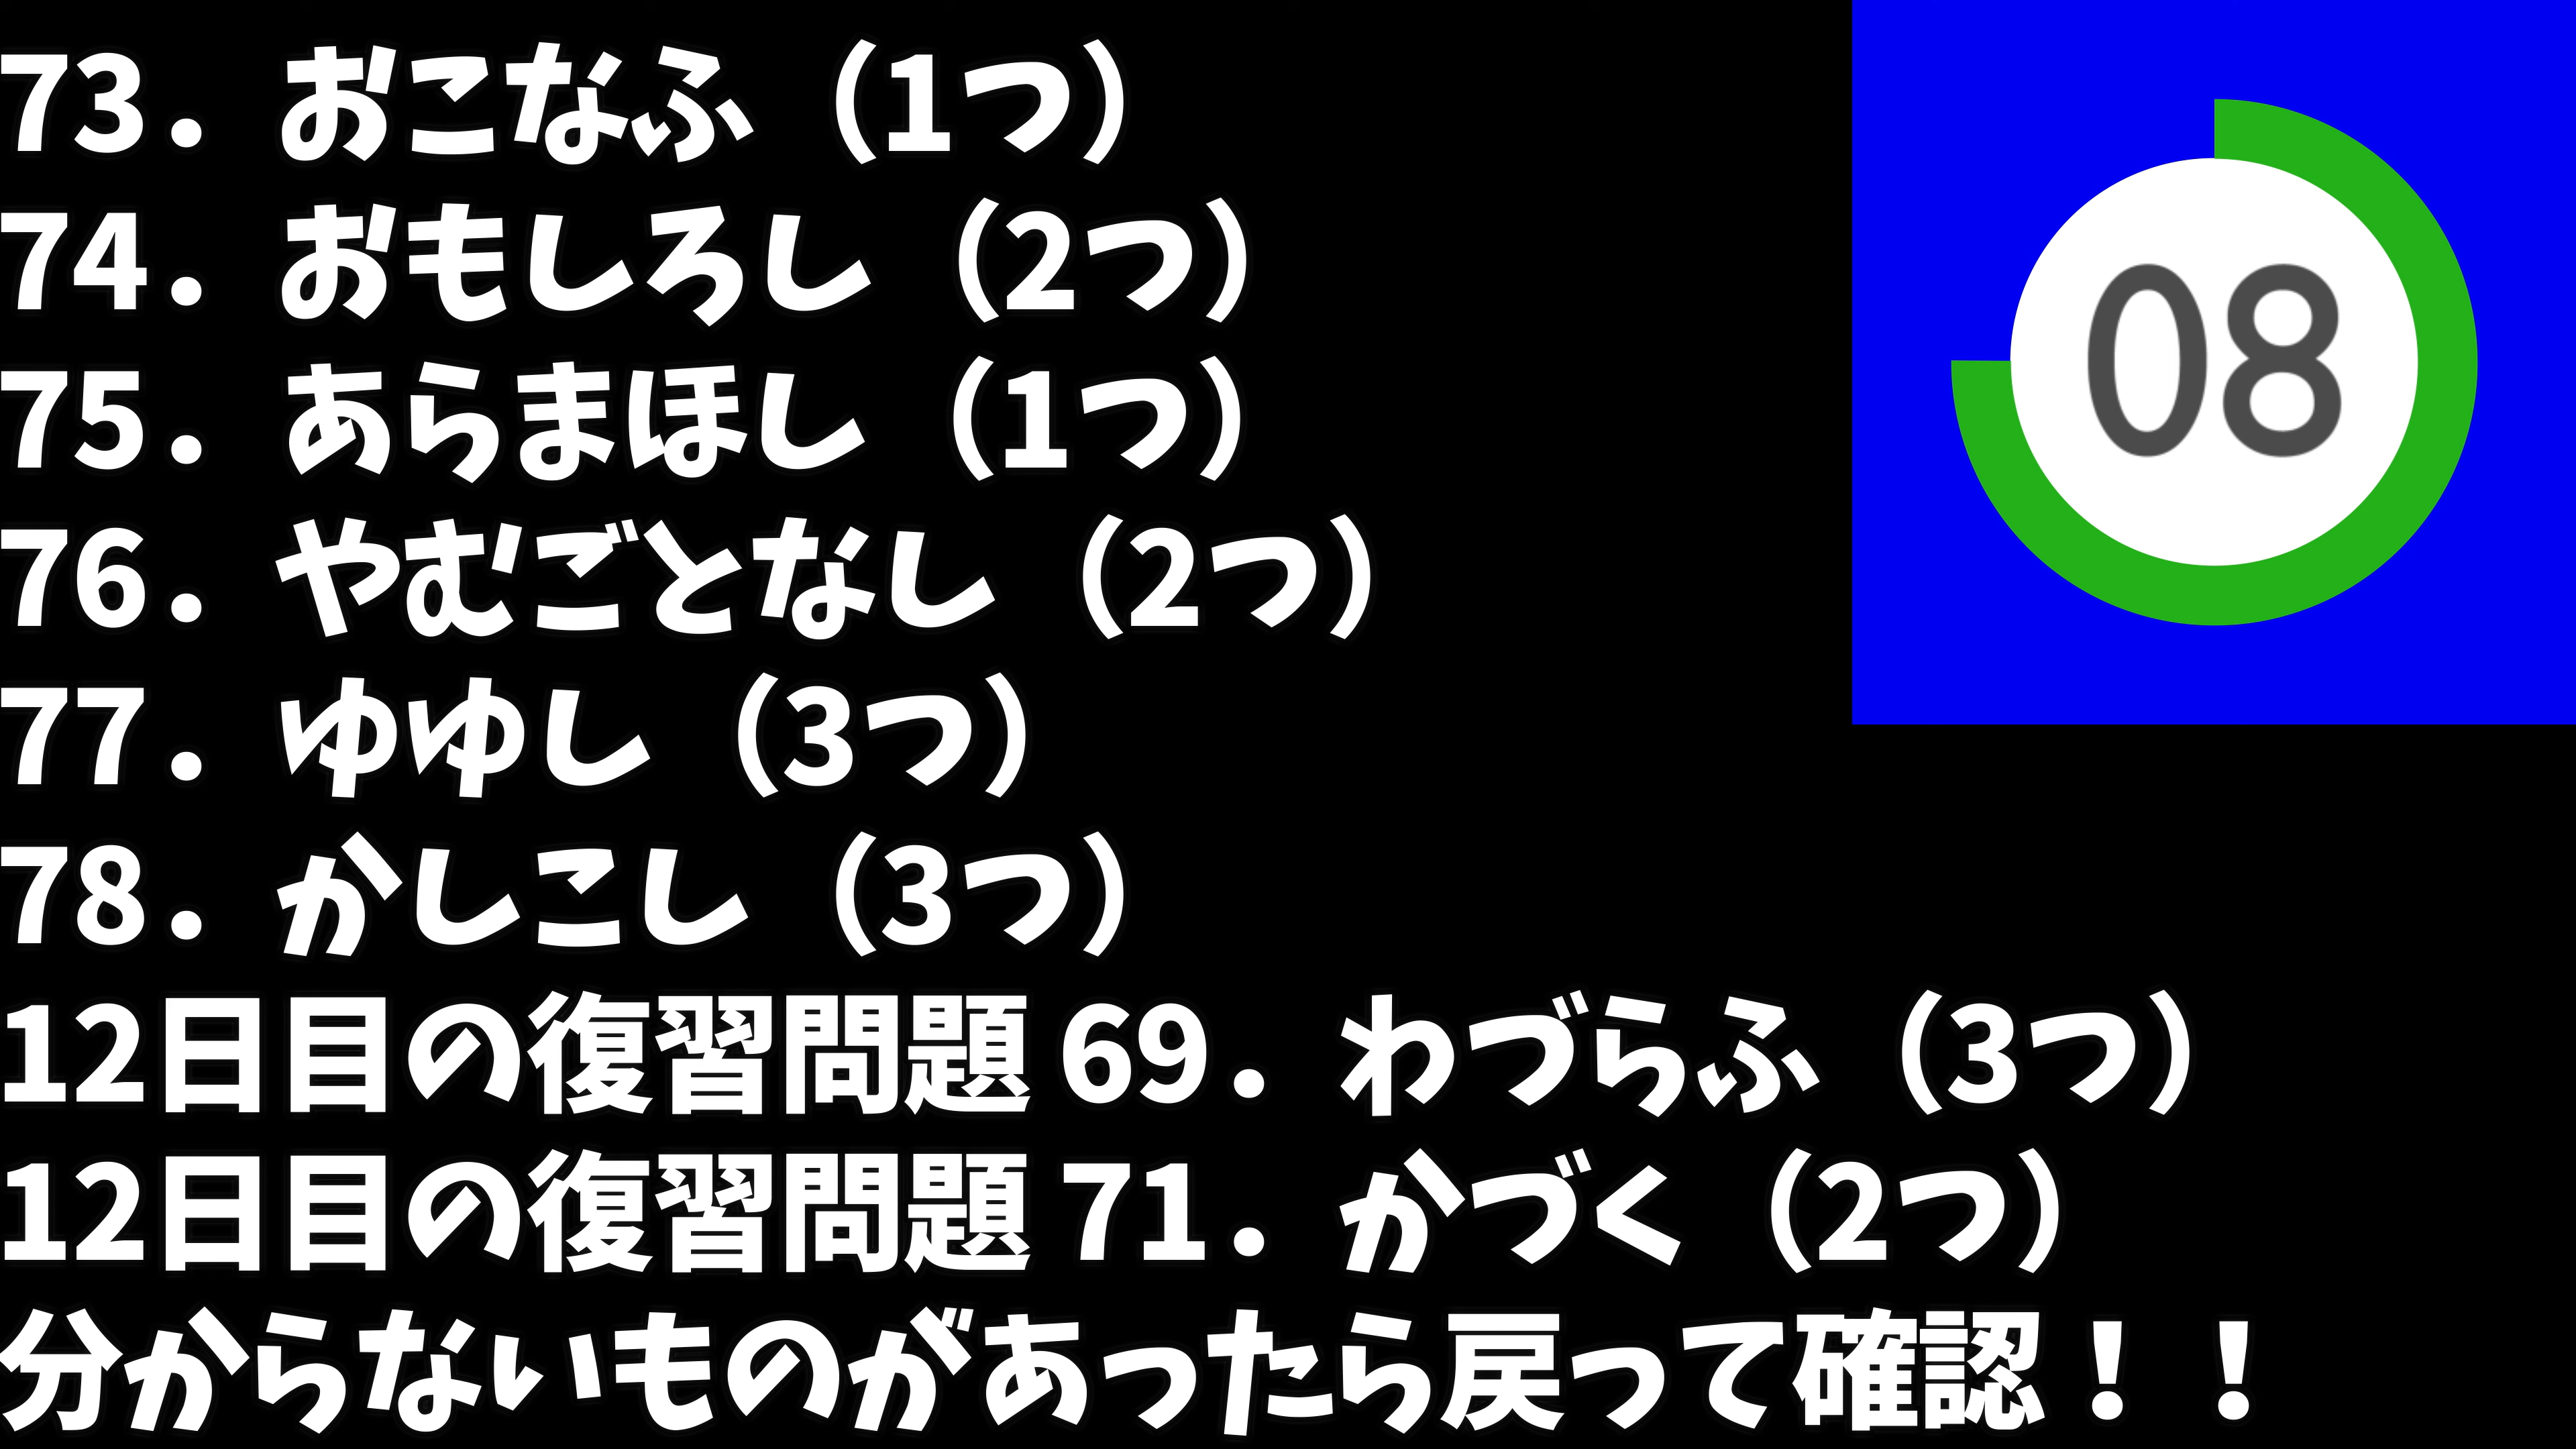 73．おこなふ（1つ）
74．おもしろし（2つ）
75．あらまほし（1つ）
76．やむごとなし（2つ）
77．ゆゆし（3つ）
78．かしこし（3つ）
12日目の復習問題 69．わづらふ（3つ）
12日目の復習問題 71．かづく（2つ）
分からないものがあったら戻って確認！！
08